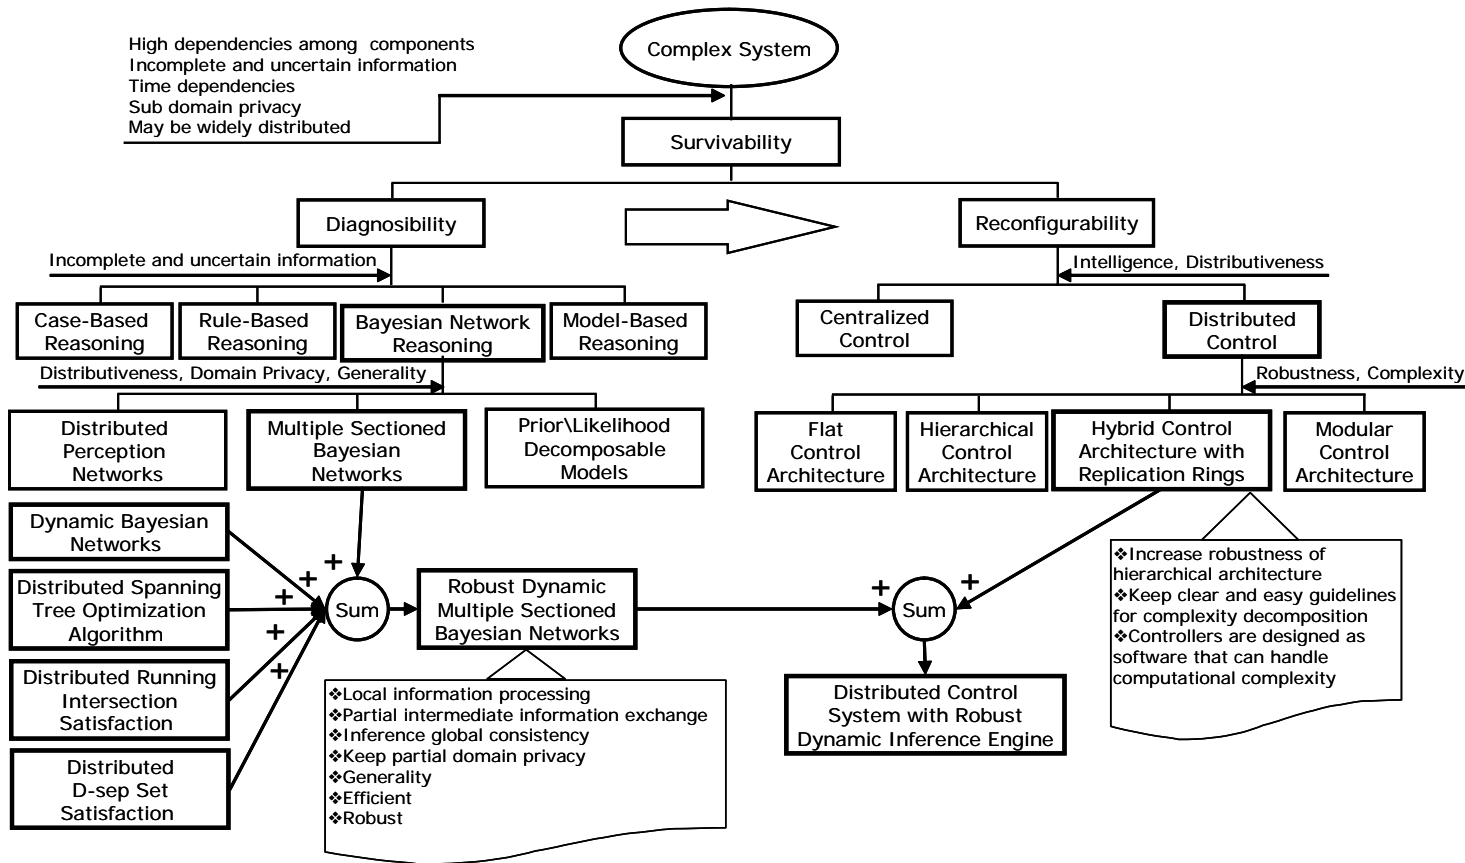 High dependencies among components
Incomplete and uncertain information
Time dependencies
Sub domain privacy
May be widely distributed
Complex System
Survivability
Diagnosibility
Reconfigurability
Incomplete and uncertain information
Intelligence, Distributiveness
Case-Based
Reasoning
Rule-Based
Reasoning
Bayesian Network
Reasoning
Model-Based
Reasoning
Centralized
Control
Distributed
Control
Distributiveness, Domain Privacy, Generality
Robustness, Complexity
Distributed
Perception
Networks
Multiple Sectioned
Bayesian
Networks
Prior\Likelihood
Decomposable
Models
Flat
Control
Architecture
Hierarchical
Control
Architecture
Hybrid Control
Architecture with
Replication Rings
Modular
Control
Architecture
Dynamic Bayesian
Networks
Distributed Spanning
Tree Optimization
Algorithm
Distributed Running
Intersection
Satisfaction
Distributed
D-sep Set
Satisfaction
+
+
+
+
+
Sum
Robust Dynamic
Multiple Sectioned
Bayesian Networks
+
+
Sum
❖Increase robustness of
hierarchical architecture
❖Keep clear and easy guidelines
for complexity decomposition
❖Controllers are designed as
software that can handle
computational complexity
❖Local information processing
❖Partial intermediate information exchange
❖Inference global consistency
❖Keep partial domain privacy
❖Generality
❖Efficient
❖Robust
Distributed Control
System with Robust
Dynamic Inference Engine